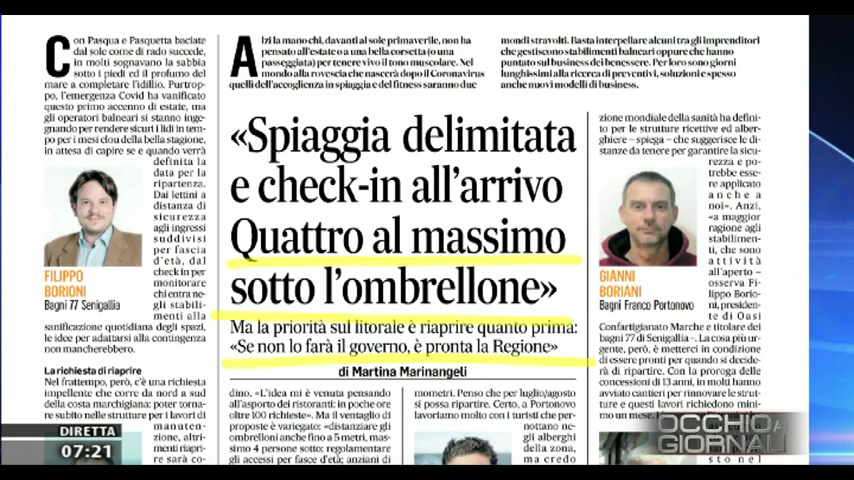 Con Pasqua e Pasquetta baciate
dal sole come di rado succede,
in molti sognavano la sabbia
sotto i piedi ed il profumo del
mare a completare l'idillio. Purtrop-
po, l'emergenza Covid ha vanificato
questo primo accenno di estate, ma
gli operatori balneari si stanno inge-
gnando per rendere sicuri i lidi in tem-
po per i mesi clou della bella stagione,
in attesa di capire se e quando verrà
definita la
data per la
ripartenza.
Dai lettini a
distanza di
sicurezza
agli ingressi
suddivisi
per fascia
d'età, dal
check in per
monitorare
chi entra ne-
gli stabili-
menti alla
FILIPPO
BORIONI
Bagni 77 Senigallia
sanificazione quotidiana degli spazi,
le idee per adattarsi alla contingenza
non mancherebbero.
La richiesta di riaprire
Nel frattempo, però, c'è una richiesta
impellente che corre da nord a sud
della costa marchigiana: poter torna-
re subito nelle strutture per i lavori di
manuten-
zione, altri-
menti riapri-
re sarà co-
Alzi la mano chi, davanti al sole primaverile, non ha
pensato all'estate o a una bella corsetta (o una
passeggiata) per tenere vivo il tono muscolare. Nel
mondo alla rovescia che nascerà dopo il Coronavirus
quelli dell'accoglienza in spiaggia e del fitness saranno due
mondi stravolti. Basta interpellare alcuni tra gli imprenditori
che gestiscono stabilimenti balneari oppure che hanno
puntato sul business del benessere. Per loro sono giorni
lunghissimi alla ricerca di preventivi, soluzioni e spesso
anche nuovi modelli di business.
«Spiaggia delimitata
e check-in all'arrivo
Quattro al massimo
sotto l'ombrellone»
Ma la priorità sul litorale è riaprire quanto prima:
«Se non lo farà il governo, è pronta la Regione»
di Martina Marinangeli
dino. «L'idea mi è venuta pensando
all'asporto dei ristoranti: in poche ore
oltre 100 richieste». Ma il ventaglio di
proposte è variegato: «distanziare gli
ombrelloni anche fino a 5 metri, mas-
simo 4 persone sotto; regolamentare
gli accessi per fasce d'età; anziani di
mometri. Penso che per luglio/agosto
si possa ripartire. Certo, a Portonovo
lavoriamo molto con i turisti che per-
nottano ne-
gli alberghi
della zona,
ma credo
zione mondiale della sanità ha defini-
to per le strutture ricettive ed alber-
ghiere – spiega – che suggerisce le di-
stanze da tenere per garantire la sicu-
rezza e po-
trebbe esse-
re applicato
anche a
noi». Anzi,
«a maggior
ragione agli
stabilimen-
ti, che sono
attività
all'aperto –
osserva Fi-
lippo Borio-
ni, presiden-
te di Oasi
GIANNI
BORIANI
Bagni Franco Portonovo
Confartigianato Marche e titolare dei
bagni 77 di Senigallia –. La cosa più ur-
gente, però, è metterci in condizione
di essere pronti per quando si decide-
rà di ripartire. Con la proroga delle
concessioni di 13 anni, in molti hanno
avviato cantieri per rinnovare le strut-
ture e questi lavori richiedono mini-
mo un mese.
sto nel
DIRETTA
07:21
OCCHIO AI
GIORNALI